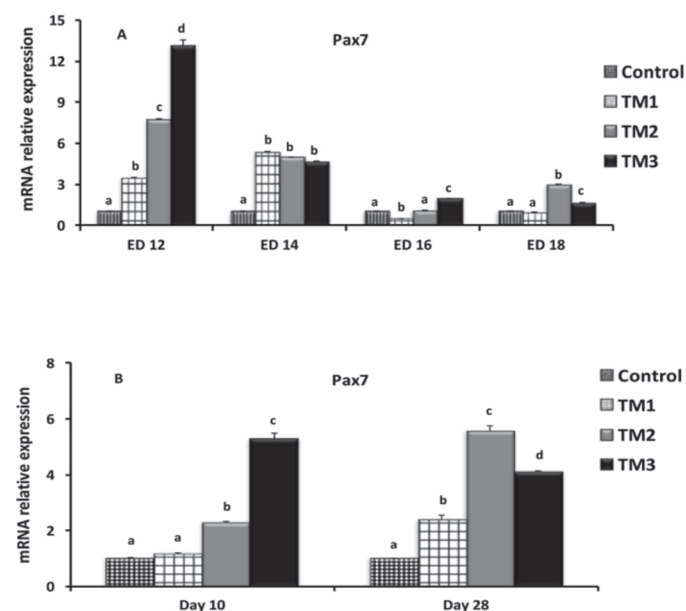 A
Pax7
mRNA relative expression
15
12
9
6
3
0
a
b
c
d
a
b
b
b
a
b
a
c
a
a
b
c
ED 12
ED 14
ED 16
ED 18
Control
TM1
TM2
TM3
B
Pax7
mRNA relative expression
8
6
4
2
0
a
a
b
c
a
b
c
d
Day 10
Day 28
Control
TM1
TM2
TM3